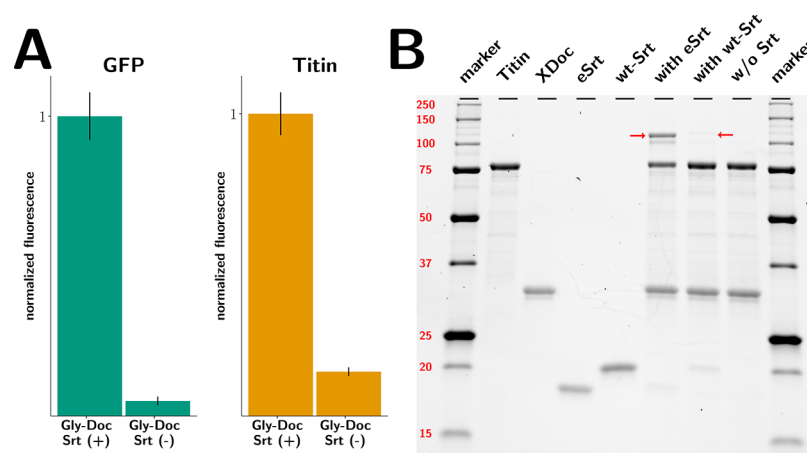 A
GFP
normalized fluorescence
1
Gly-Doc
Srt (+)
Gly-Doc
Srt (-)
Titin
normalized fluorescence
1
Gly-Doc
Srt (+)
Gly-Doc
Srt (-)
B
marker
Titin
XDoc
eSrt
wt-Srt
with eSrt
with wt-Srt
w/o Srt
marker
250
150
100
75
50
37
25
20
15